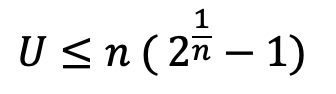 U ≤ n ( 2^{1/n} − 1)